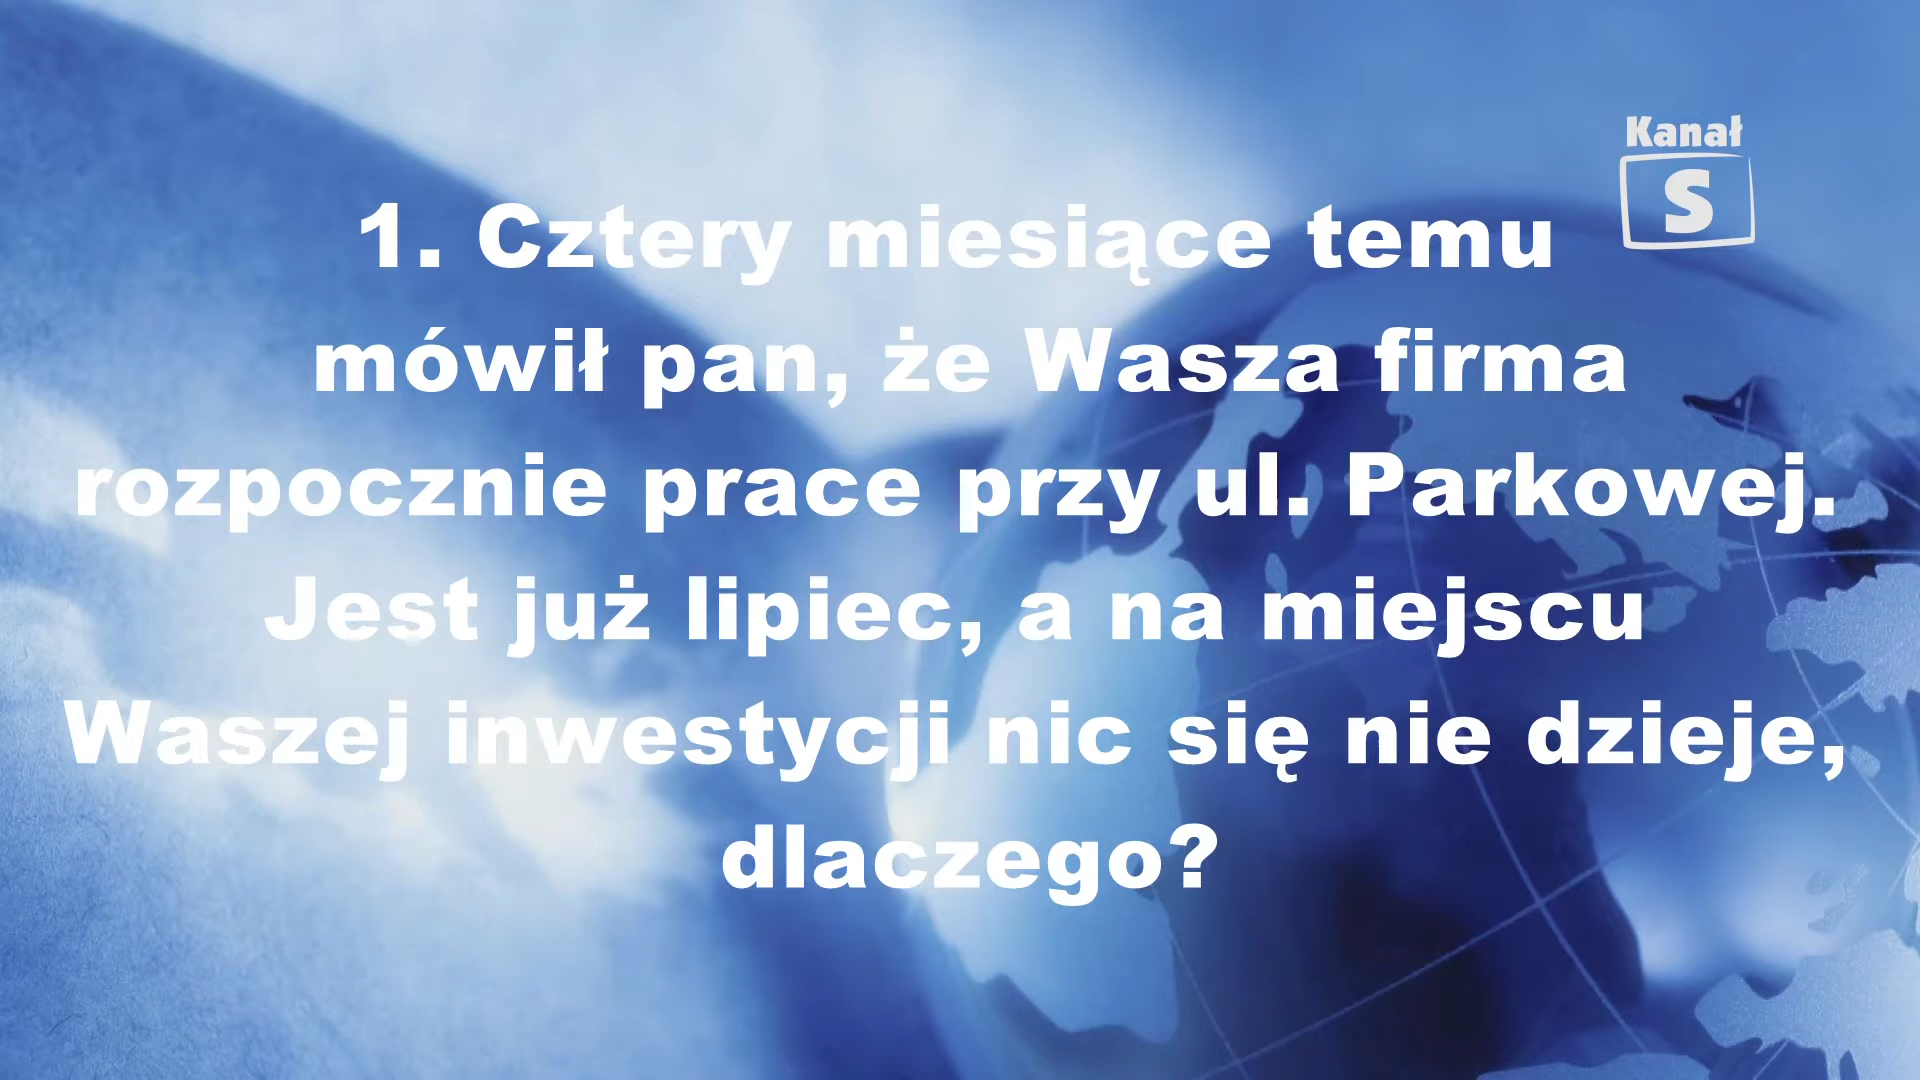 Kanał
S
1. Cztery miesiące temu
mówił pan, że Wasza firma
rozpocznie prace przy ul. Parkowej.
Jest już lipiec, a na miejscu
Waszej inwestycji nic się nie dzieje,
dlaczego?